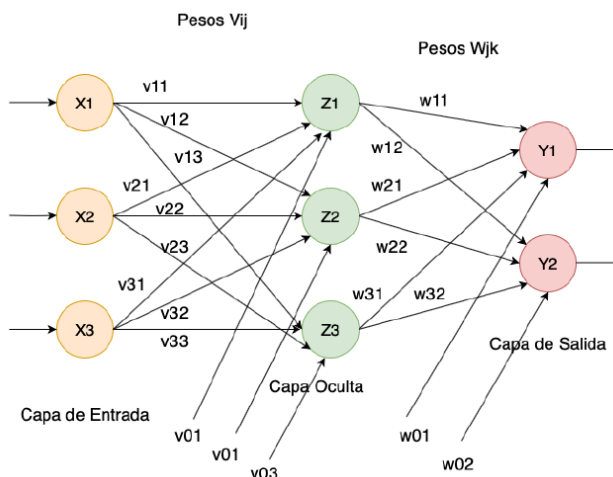 Pesos Vij
Pesos Wjk
X1
v11
Z1
w11
v12
v13
w12
Y1
v21
w21
X2
v22
Z2
v23
w22
Y2
v31
w31
w32
X3
v32
Z3
v33
Capa de Salida
Capa Oculta
Capa de Entrada
v01
v01
v03
w01
w02